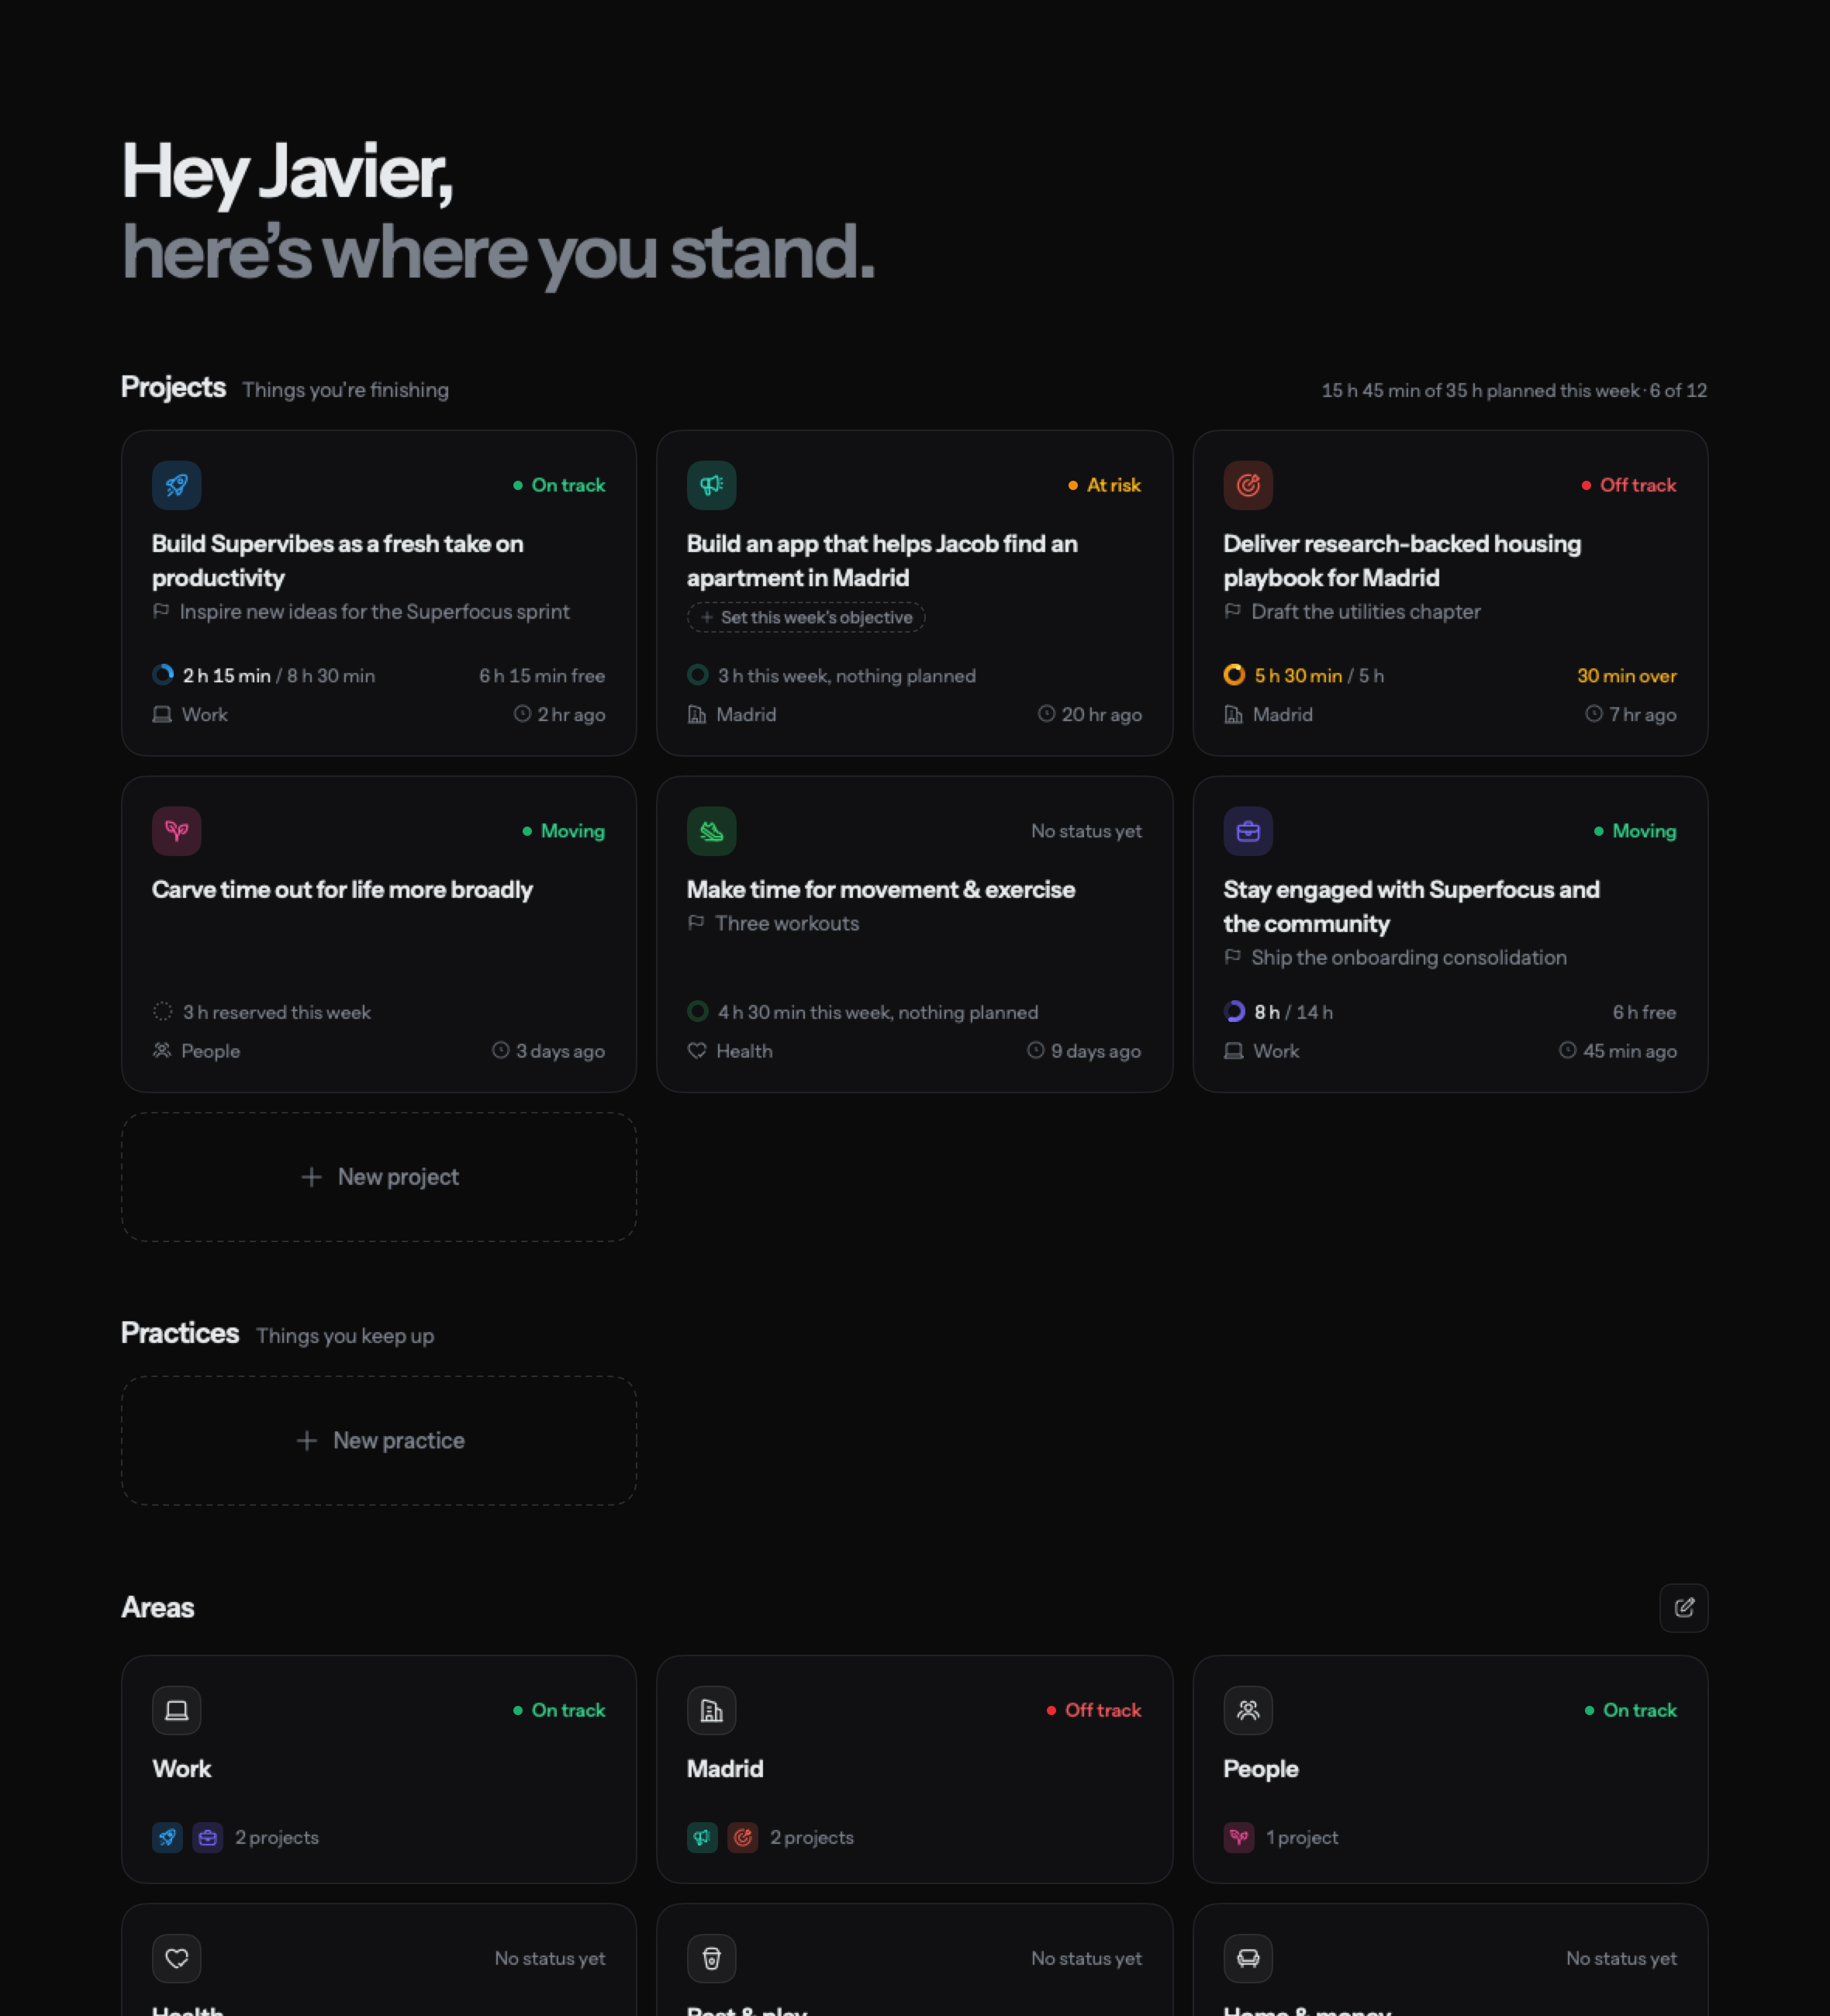 Hey Javier,
here’s where you stand.
Projects Things you're finishing
15 h 45 min of 35 h planned this week · 6 of 12
On track
Build Supervibes as a fresh take on
productivity
Inspire new ideas for the Superfocus sprint
2 h 15 min / 8 h 30 min
6 h 15 min free
Work
2 hr ago
At risk
Build an app that helps Jacob find an
apartment in Madrid
+ Set this week's objective
3 h this week, nothing planned
Madrid
20 hr ago
Off track
Deliver research-backed housing
playbook for Madrid
Draft the utilities chapter
5 h 30 min / 5 h
30 min over
Madrid
7 hr ago
Moving
Carve time out for life more broadly
3 h reserved this week
People
3 days ago
No status yet
Make time for movement & exercise
Three workouts
4 h 30 min this week, nothing planned
Health
9 days ago
Moving
Stay engaged with Superfocus and
the community
Ship the onboarding consolidation
8 h / 14 h
6 h free
Work
45 min ago
+ New project
Practices Things you keep up
+ New practice
Areas
On track
Work
2 projects
Off track
Madrid
2 projects
On track
People
1 project
No status yet
Health
No status yet
Rest & play
No status yet
Home & money